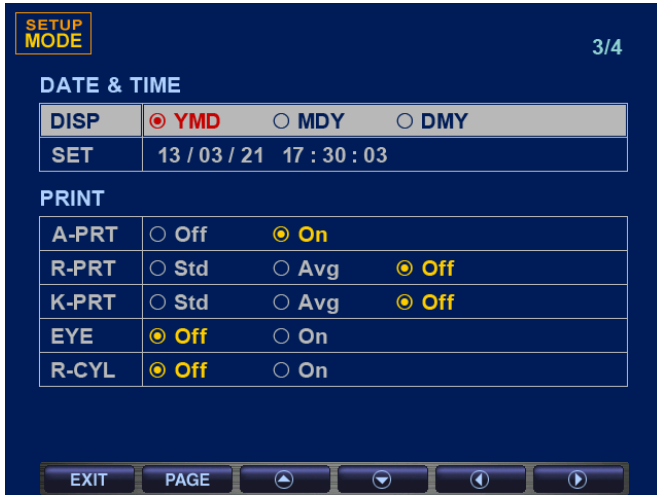 SETUP
MODE
3/4
DATE & TIME
DISP YMD MDY DMY
SET 13 / 03 / 21 17 : 30 : 03
PRINT
A-PRT Off On
R-PRT Std Avg Off
K-PRT Std Avg Off
EYE Off On
R-CYL Off On
EXIT PAGE